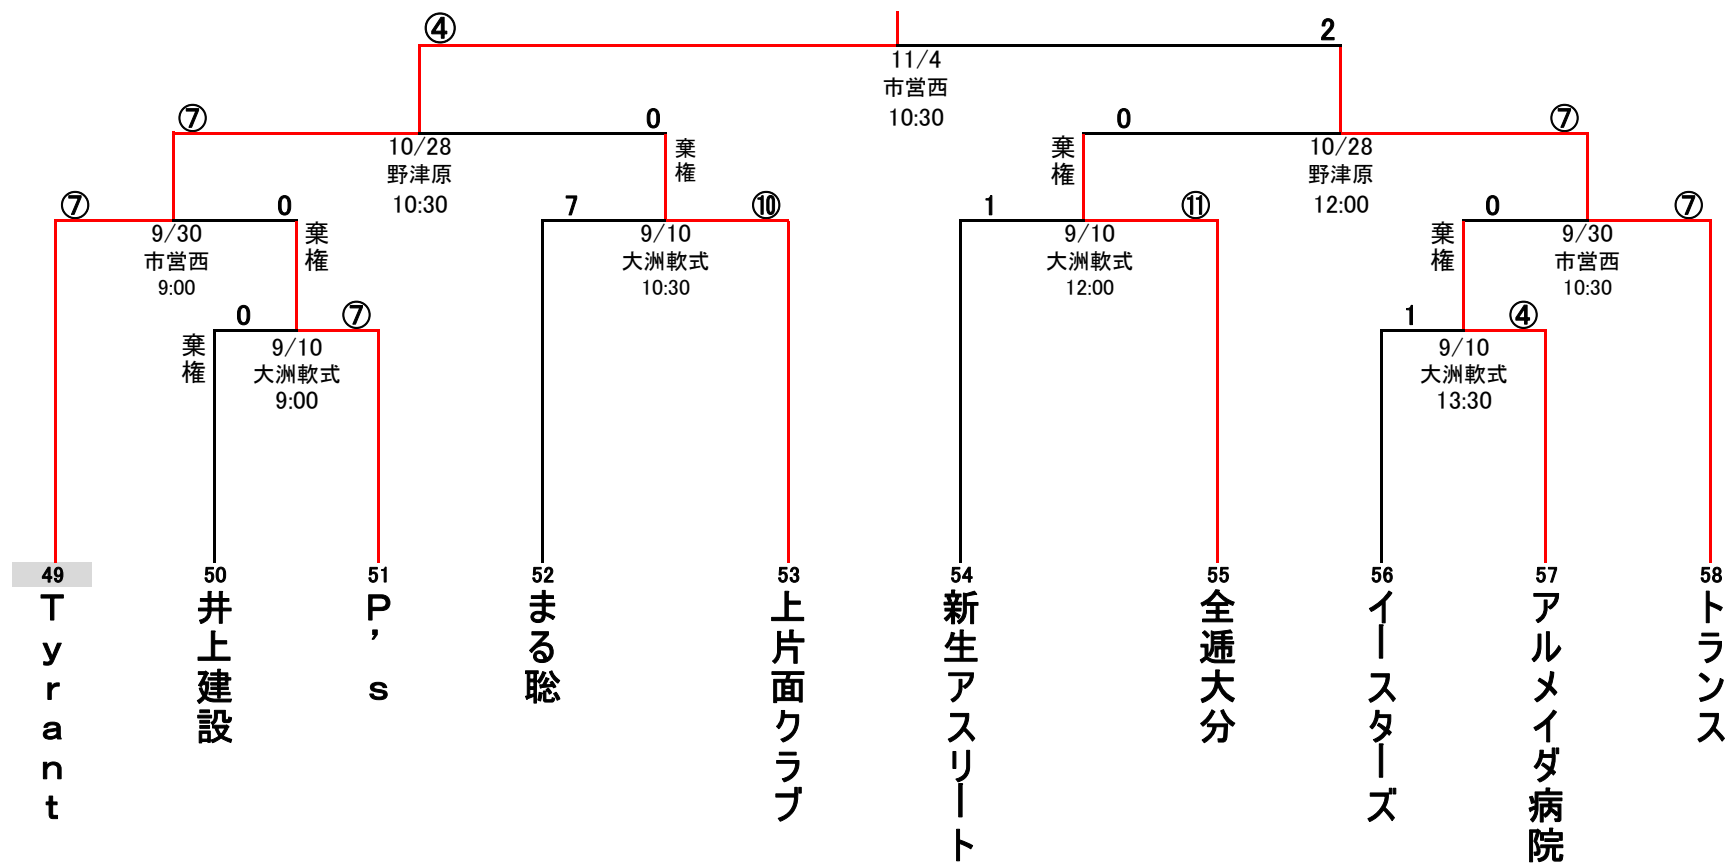 ④ 2
11/4
市営西
10:30
⑦ 0 0 ⑦
10/28 棄権 棄権 10/28
野津原 野津原
10:30 12:00
⑦ 0 7 ⑩ 1 ⑪ 0 ⑦
9/30 棄権 9/10 9/10 棄権 9/30
市営西 大洲軟式 大洲軟式 市営西
9:00 10:30 12:00 10:30
0 ⑦ 1 ④
棄権 9/10 9/10
大洲軟式 大洲軟式
9:00 13:30
49 50 51 52 53 54 55 56 57 58
Tyrant
井上建設
P's
まる聡
上片面クラブ
新生アスリート
全逓大分
イースターズ
アルメイダ病院
トランス